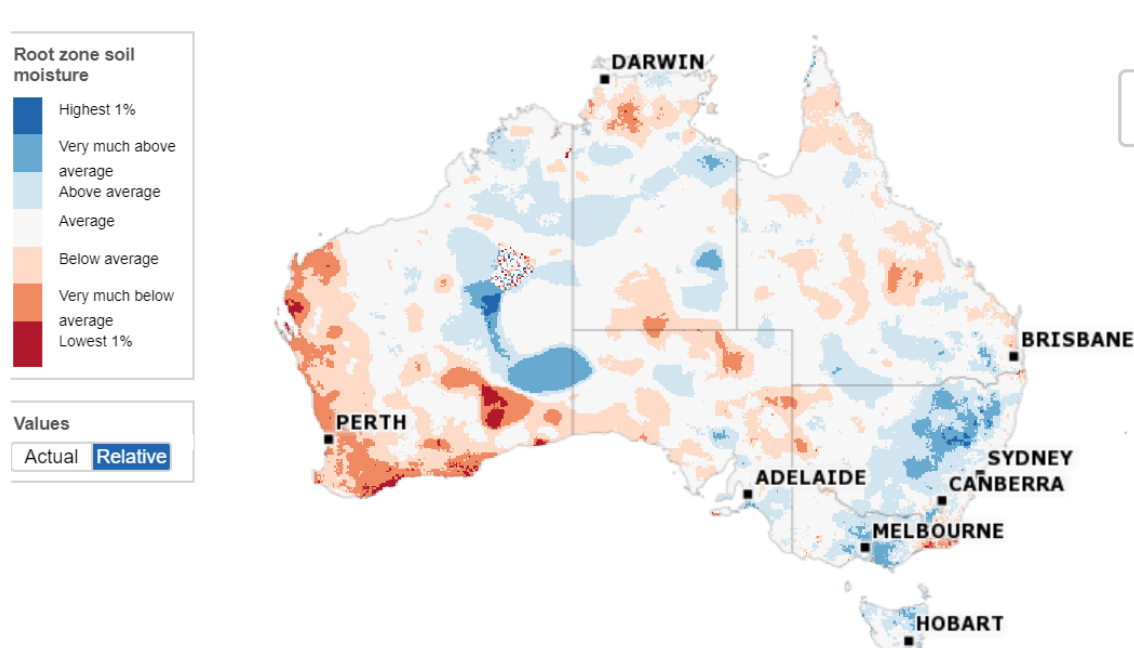 Root zone soil
moisture
Highest 1%
Very much above
average
Above average
Average
Below average
Very much below
average
Lowest 1%
Values
Actual Relative
DARWIN
BRISBANE
PERTH
SYDNEY
ADELAIDE
CANBERRA
MELBOURNE
HOBART